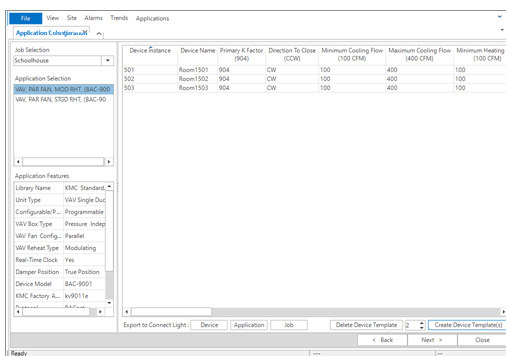 File View Site Alarms Trends Applications
Application
Job Selection
Schoolhouse
Application Selection
VAV, PAR FAN, MOD RHT, (BAC-900
VAV, PAR FAN, STGD RHT, (BAC-90
Application Features
Library Name KMC Standard,
Unit Type VAV Single Duc
Configurable/P... Programmable
VAV Box Type Pressure Indep
VAV Fan Config... Parallel
VAV Reheat Type Modulating
Real-Time Clock Yes
Damper Position True Position
Device Model BAC-9001
KMC Factory A... kv9011e
Device Instance Device Name Primary K Factor Direction To Close Minimum Cooling Flow Maximum Cooling Flow Minimum Heating
(904) (CCW) (100 CFM) (400 CFM) (100 CFM)
501 Room1501 904 CW 100 400 100
502 Room1502 904 CW 100 400 100
503 Room1503 904 CW 100 400 100
Export to Connect Light : Device Application Job Delete Device Template 2 Create Device Template(s)
< Back Next > Close
Ready --- --